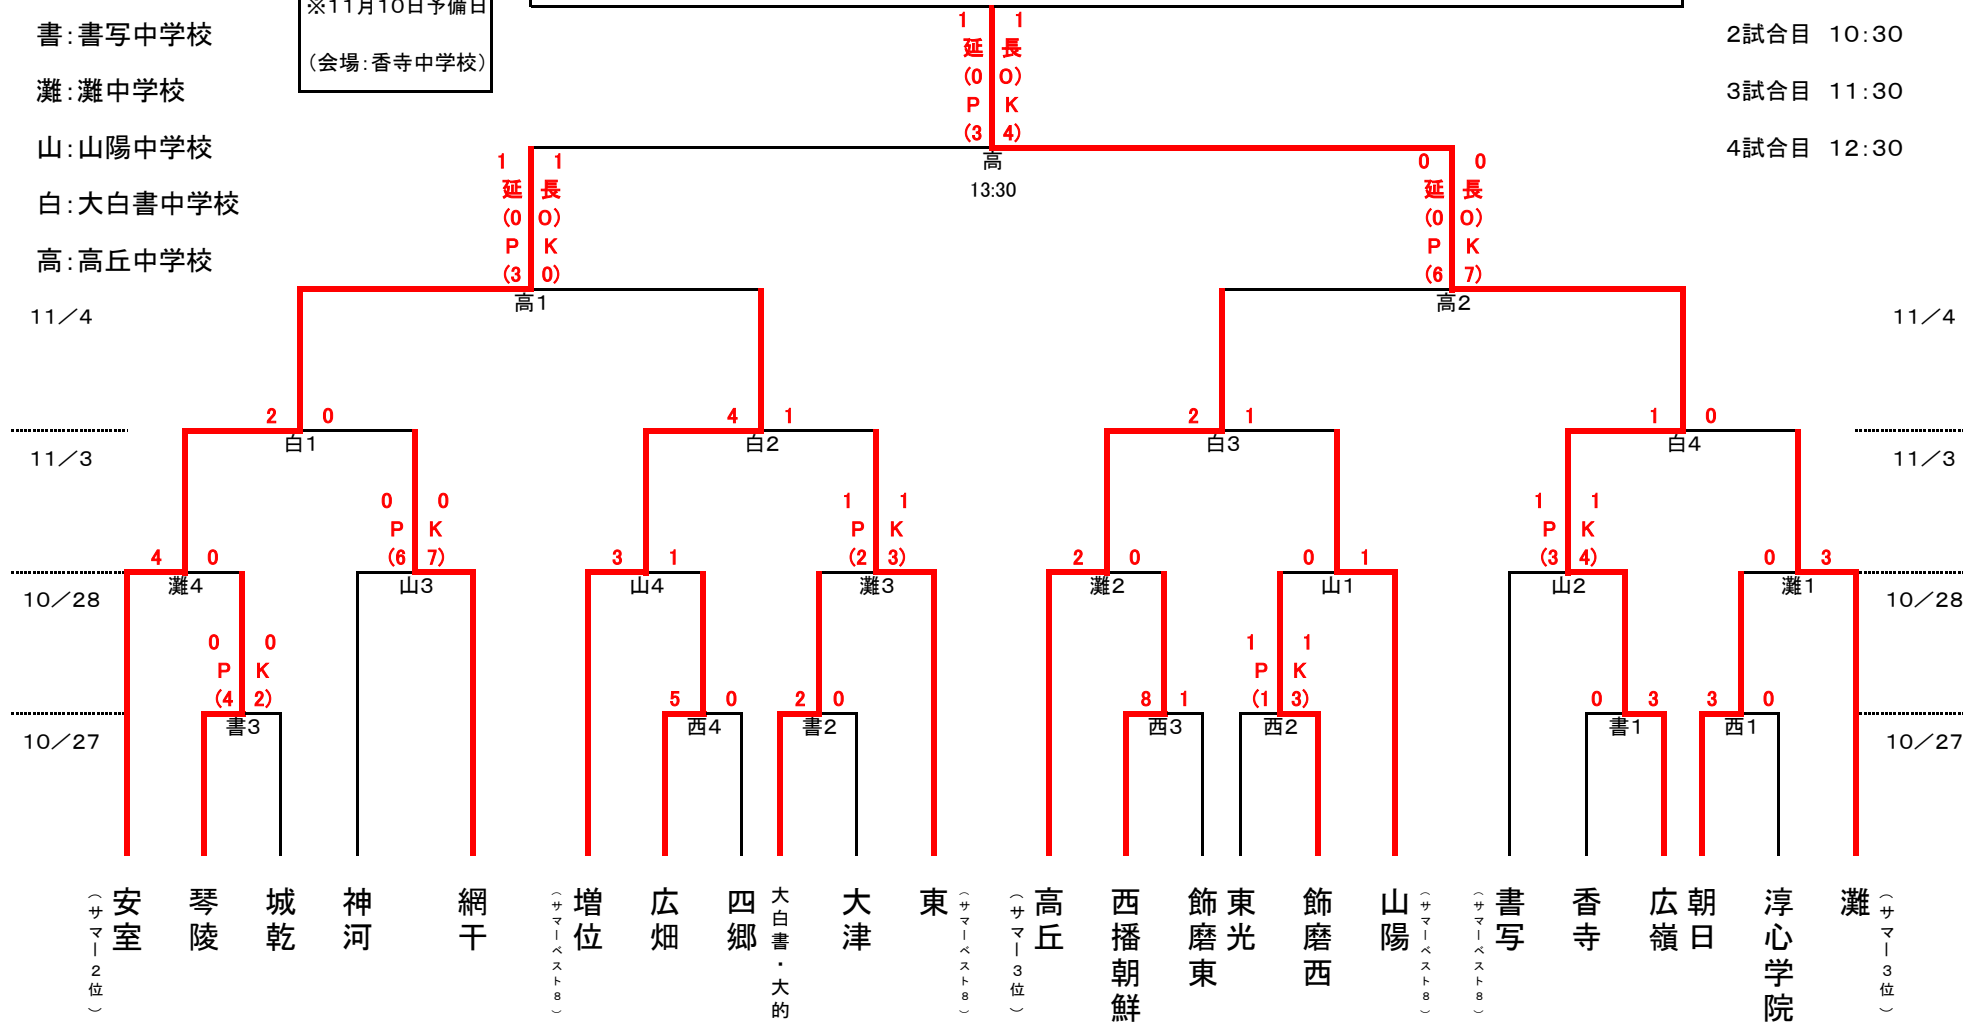 ※11月10日予備日
(会場:香寺中学校)
書:書写中学校
灘:灘中学校
山:山陽中学校
白:大白書中学校
高:高丘中学校
2試合目 10:30
3試合目 11:30
4試合目 12:30
1 1
延 長
(0 0)
P K
(3 4)
高
13:30
1 1
延 長
(0 0)
P K
(3 0)
高1
0 0
延 長
(0 0)
P K
(6 7)
高2
11/4
11/4
2 0
白1
4 1
白2
2 1
白3
1 0
白4
11/3
11/3
4 0
灘4
0 0
P K
(6 7)
山3
3 1
山4
1 1
P K
(2 3)
灘3
2 0
灘2
0 1
山1
1 1
P K
(3 4)
山2
0 3
灘1
10/28
10/28
0 0
P K
(4 2)
書3
5 0
西4
2 0
書2
8 1
西3
1 1
P K
(1 3)
西2
0 3
書1
3 0
西1
10/27
10/27
(サマー2位)
安室
琴陵
城乾
神河
網干
(サマーベスト8)
増位
広畑
四郷
大白書・大的
大津
東
(サマーベスト8)
(サマー3位)
高丘
西播朝鮮
飾磨東
東光
飾磨西
山陽
(サマーベスト8)
(サマーベスト8)
書写
香寺
広嶺
朝日
淳心学院
灘
(サマー3位)